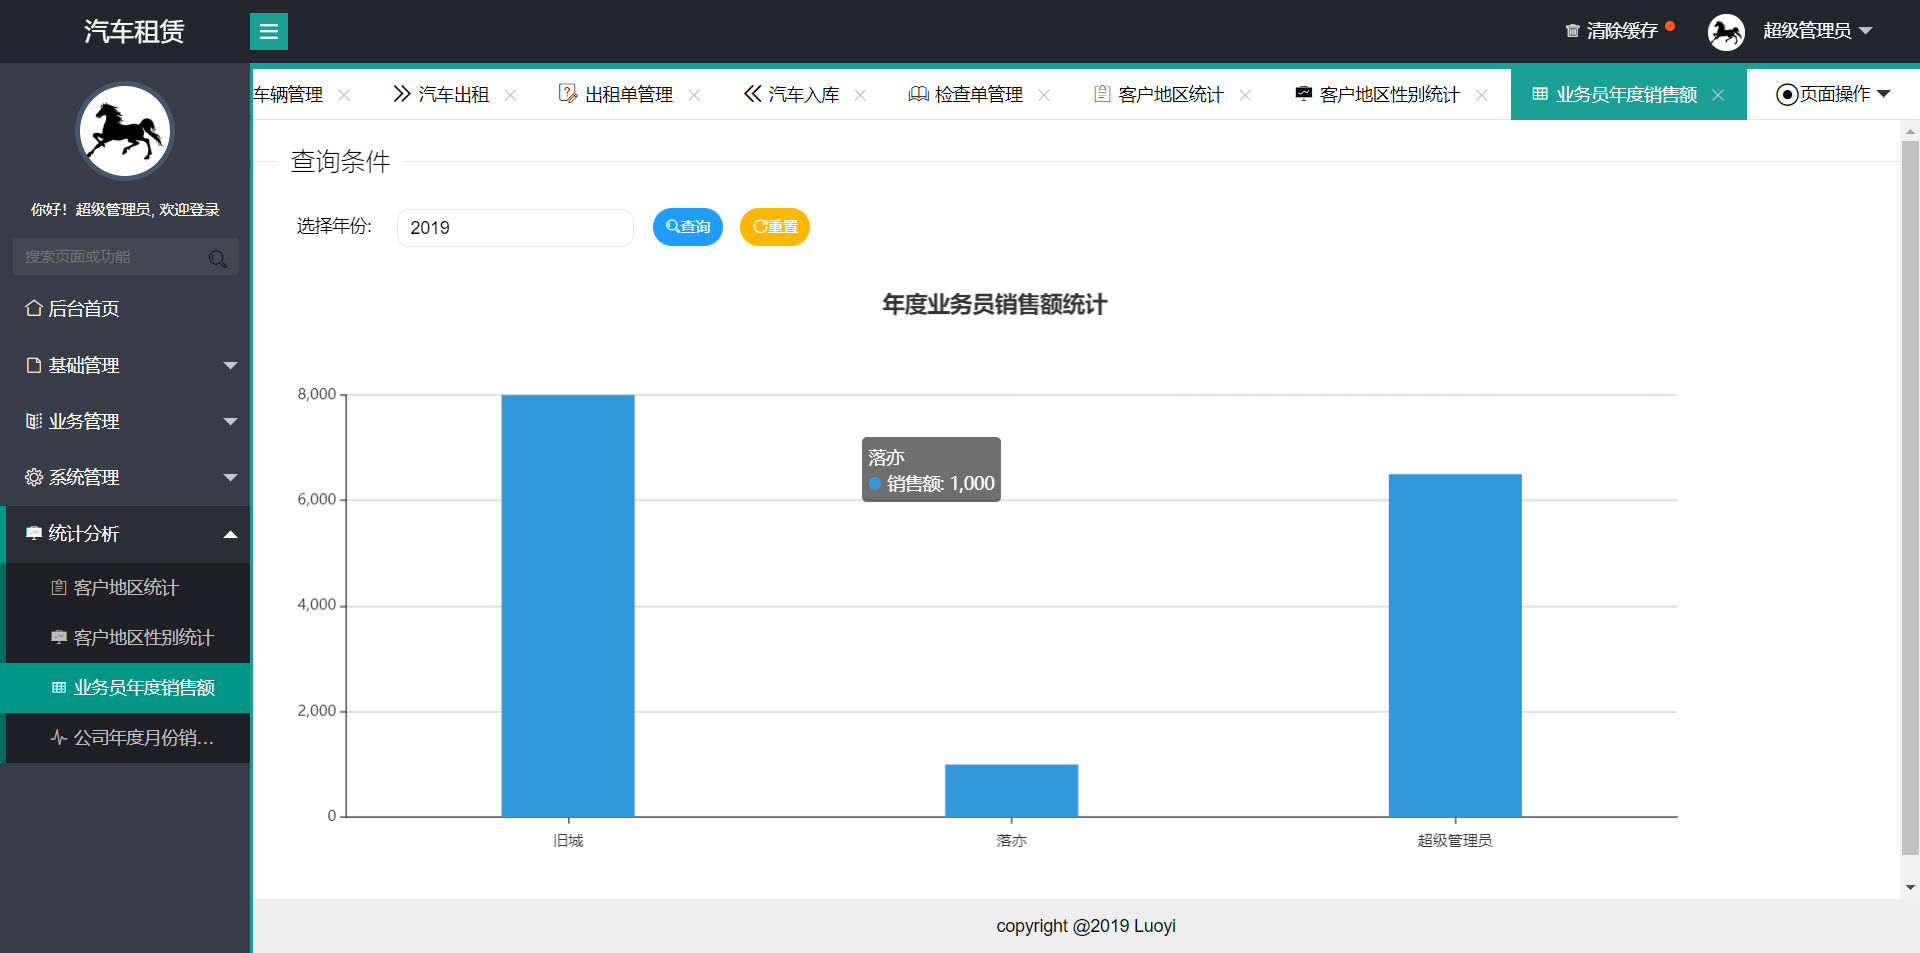 汽车租赁
清除缓存
超级管理员
车辆管理
汽车出租
出租单管理
汽车入库
检查单管理
客户地区统计
客户地区性别统计
业务员年度销售额
页面操作
你好！超级管理员, 欢迎登录
搜索页面或功能
后台首页
基础管理
业务管理
系统管理
统计分析
客户地区统计
客户地区性别统计
业务员年度销售额
公司年度月份销...
查询条件
选择年份:
2019
查询
重置
年度业务员销售额统计
8,000
6,000
4,000
2,000
0
落亦
销售额: 1,000
旧城
落亦
超级管理员
copyright @2019 Luoyi